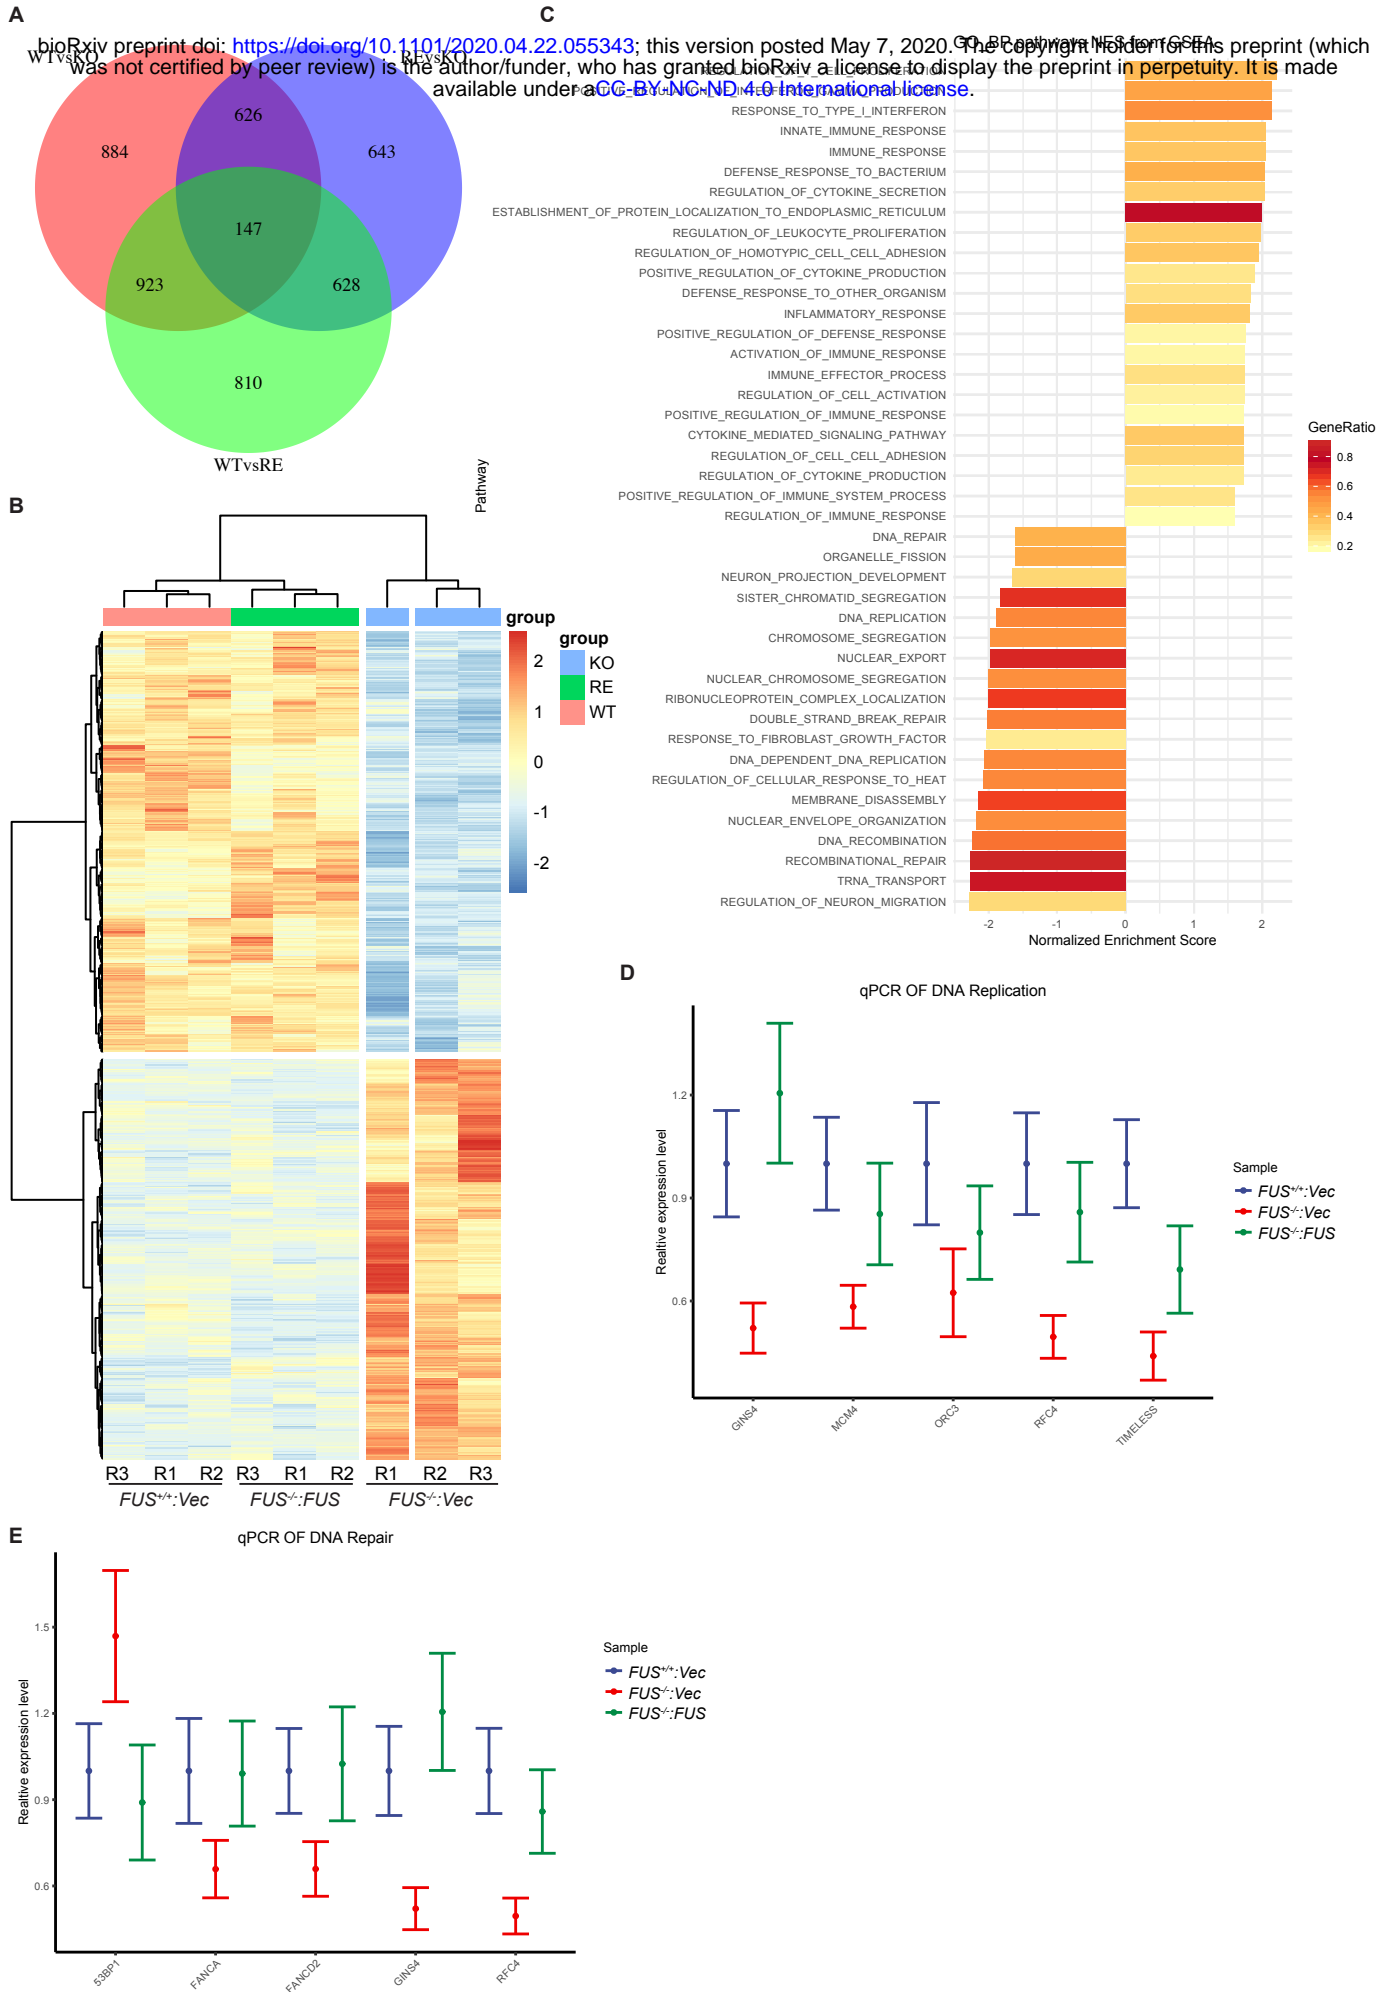 A
C
bioRxiv preprint doi: https://doi.org/10.1101/2020.04.22.055343; this version posted May 7, 2020. The copyright holder for this preprint (which
was not certified by peer review) is the author/funder, who has granted bioRxiv a license to display the preprint in perpetuity. It is made
available under a CC-BY-NC-ND 4.0 International license.
WTvsKO
REvsKO
626
884
643
147
923
628
810
WTvsRE
GO_BP pathways NES from GSEA
Pathway
POSITIVE_REGULATION_OF_INTERFERON_GAMMA_PRODUCTION
RESPONSE_TO_TYPE_I_INTERFERON
INNATE_IMMUNE_RESPONSE
IMMUNE_RESPONSE
DEFENSE_RESPONSE_TO_BACTERIUM
REGULATION_OF_CYTOKINE_SECRETION
ESTABLISHMENT_OF_PROTEIN_LOCALIZATION_TO_ENDOPLASMIC_RETICULUM
REGULATION_OF_LEUKOCYTE_PROLIFERATION
REGULATION_OF_HOMOTYPIC_CELL_CELL_ADHESION
POSITIVE_REGULATION_OF_CYTOKINE_PRODUCTION
DEFENSE_RESPONSE_TO_OTHER_ORGANISM
INFLAMMATORY_RESPONSE
POSITIVE_REGULATION_OF_DEFENSE_RESPONSE
ACTIVATION_OF_IMMUNE_RESPONSE
IMMUNE_EFFECTOR_PROCESS
REGULATION_OF_CELL_ACTIVATION
POSITIVE_REGULATION_OF_IMMUNE_RESPONSE
CYTOKINE_MEDIATED_SIGNALING_PATHWAY
REGULATION_OF_CELL_CELL_ADHESION
REGULATION_OF_CYTOKINE_PRODUCTION
POSITIVE_REGULATION_OF_IMMUNE_SYSTEM_PROCESS
REGULATION_OF_IMMUNE_RESPONSE
DNA_REPAIR
ORGANELLE_FISSION
NEURON_PROJECTION_DEVELOPMENT
SISTER_CHROMATID_SEGREGATION
DNA_REPLICATION
CHROMOSOME_SEGREGATION
NUCLEAR_EXPORT
NUCLEAR_CHROMOSOME_SEGREGATION
RIBONUCLEOPROTEIN_COMPLEX_LOCALIZATION
DOUBLE_STRAND_BREAK_REPAIR
RESPONSE_TO_FIBROBLAST_GROWTH_FACTOR
DNA_DEPENDENT_DNA_REPLICATION
REGULATION_OF_CELLULAR_RESPONSE_TO_HEAT
MEMBRANE_DISASSEMBLY
NUCLEAR_ENVELOPE_ORGANIZATION
DNA_RECOMBINATION
RECOMBINATIONAL_REPAIR
TRNA_TRANSPORT
REGULATION_OF_NEURON_MIGRATION
-2 -1 0 1 2
Normalized Enrichment Score
GeneRatio
0.8
0.6
0.4
0.2
B
group
2
1
0
-1
-2
group
KO
RE
WT
R3 R1 R2 R3 R1 R2 R1 R2 R3
FUS+/+:Vec FUS-/-:FUS FUS-/-:Vec
D
qPCR OF DNA Replication
Realtive expression level
1.2
0.9
0.6
GINS4 MCM4 ORC3 RFC4 TIMELESS
Sample
FUS+/+:Vec
FUS-/-:Vec
FUS-/-:FUS
E
qPCR OF DNA Repair
Realtive expression level
1.5
1.2
0.9
0.6
53BP1 FANCA FANCD2 GINS4 RFC4
Sample
FUS+/+:Vec
FUS-/-:Vec
FUS-/-:FUS